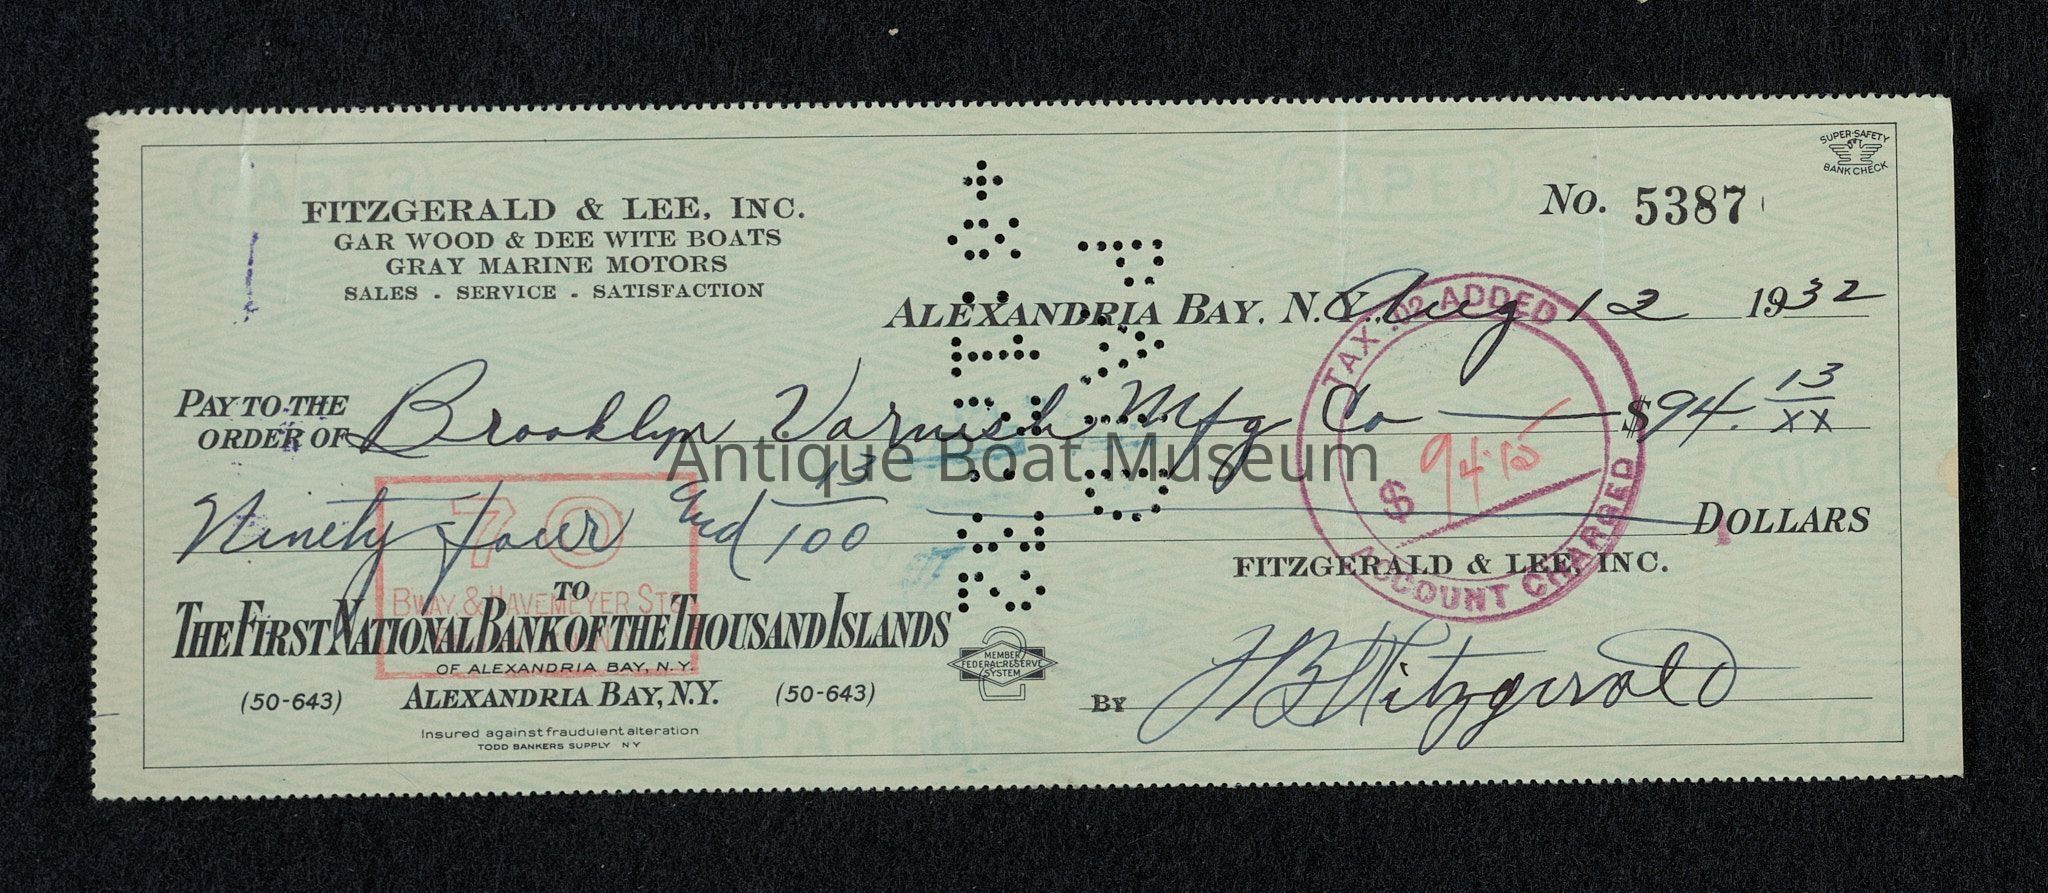 SUPER-SAFETY
BANK CHECK
FITZGERALD & LEE, INC.
GAR WOOD & DEE WITE BOATS
GRAY MARINE MOTORS
SALES . SERVICE . SATISFACTION
No. 5387
ALEXANDRIA BAY, N.Y. Aug 12 1932
TAX .02 ADDED
PAY TO THE
ORDER OF Brooklyn Varnish Mfg Co $94. 13/xx
Antique Boat Museum
$ 94.15
Ninety four and 13/100 DOLLARS
ACCOUNT CHARGED
70
BWAY. & HAVEMEYER STS
FITZGERALD & LEE, INC.
TO
THE FIRST NATIONAL BANK OF THE THOUSAND ISLANDS
OF ALEXANDRIA BAY, N.Y.
MEMBER
FEDERAL RESERVE
SYSTEM
(50-643) ALEXANDRIA BAY, N.Y. (50-643)
BY H B Fitzgerald
Insured against fraudulent alteration
TODD BANKERS SUPPLY NY